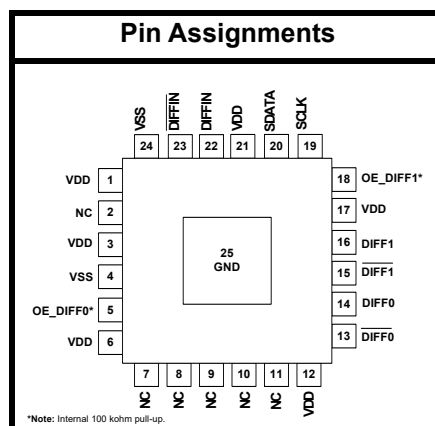 Pin Assignments
VSS
DIFFIN
DIFFIN
VDD
SDATA
SCLK
24 23 22 21 20 19
VDD 1
NC 2
VDD 3
VSS 4
OE_DIFF0* 5
VDD 6
25
GND
18 OE_DIFF1*
17 VDD
16 DIFF1
15 DIFF1
14 DIFF0
13 DIFF0
7 8 9 10 11 12
NC
NC
NC
NC
NC
VDD
*Note: Internal 100 kohm pull-up.